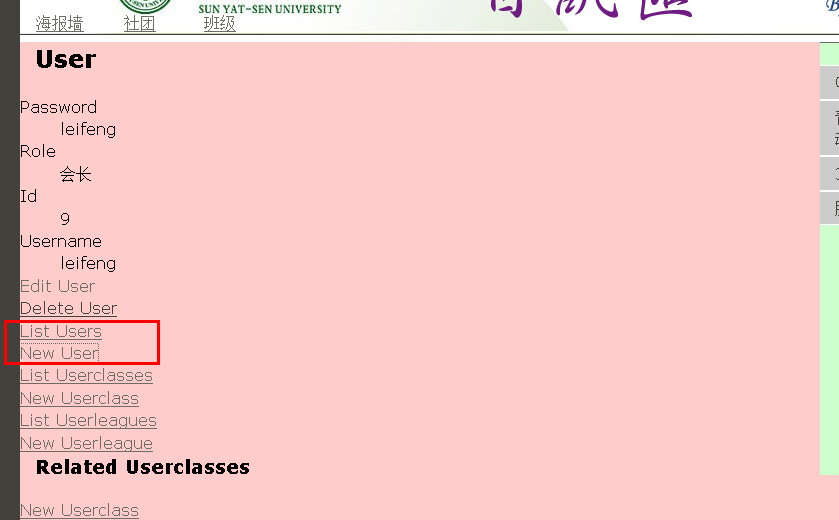 SUN YAT-SEN UNIVERSITY
海报墙 社团 班级
User
Password
leifeng
Role
会长
Id
9
Username
leifeng
Edit User
Delete User
List Users
New User
List Userclasses
New Userclass
List Userleagues
New Userleague
Related Userclasses
New Userclass